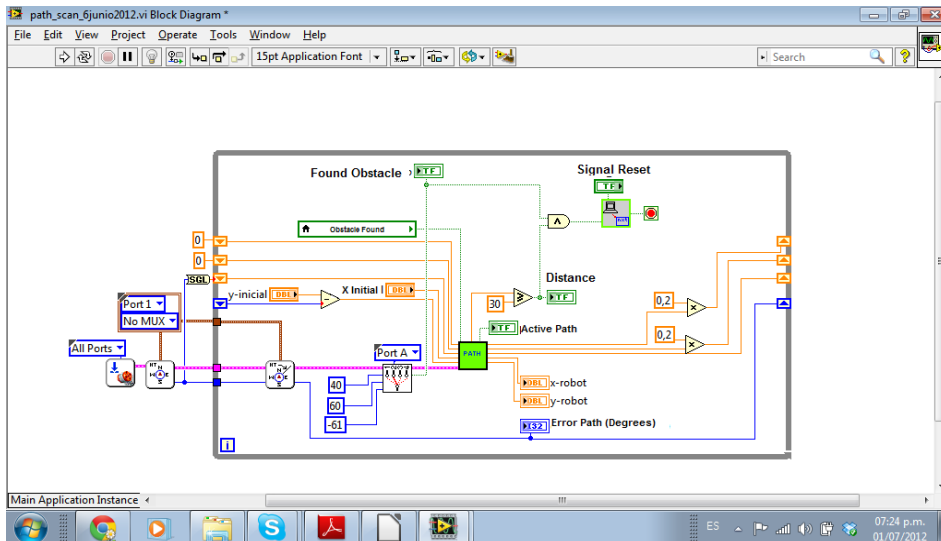 path_scan_6junio2012.vi Block Diagram *
File Edit View Project Operate Tools Window Help
15pt Application Font
Search
Found Obstacle
TF
Signal Reset
TF
Obstacle Found
0
0
SGL
y-inicial
DBL
X Initial
DBL
Distance
30
TF
0,2
Port 1
No MUX
TF
Active Path
0,2
All Ports
Port A
PATH
40
DBL
x-robot
60
DBL
y-robot
-61
I32
Error Path (Degrees)
i
Main Application Instance
ES
07:24 p.m.
01/07/2012